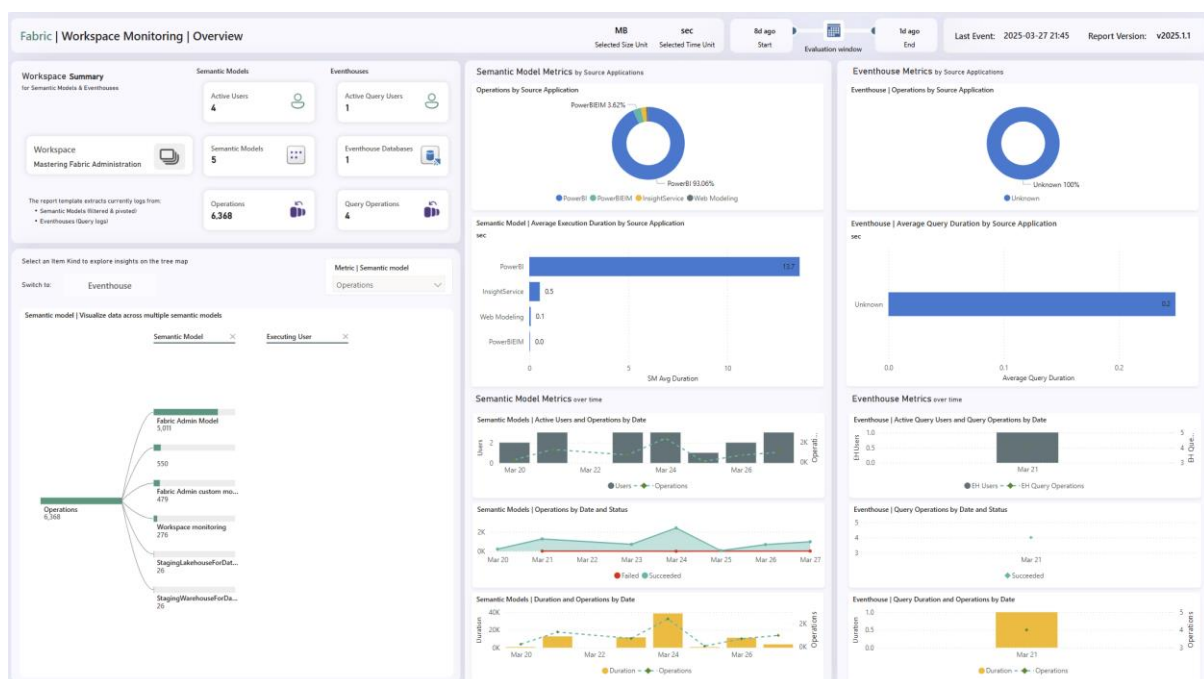 Fabric | Workspace Monitoring | Overview
MB
Selected Size Unit
sec
Selected Time Unit
8d ago
Start
Evaluation window
1d ago
End
Last Event: 2025-03-27 21:45
Report Version: v2025.1.1
Workspace Summary
for Semantic Models & Eventhouses
Semantic Models
Eventhouses
Active Users
4
Active Query Users
1
Workspace
Mastering Fabric Administration
Semantic Models
5
Eventhouse Databases
1
The report template extracts currently logs from:
• Semantic Models (filtered & pivoted)
• Eventhouses (Query logs)
Operations
6,368
Query Operations
4
Select an Item Kind to explore insights on the tree map
Switch to: Eventhouse
Metric | Semantic model
Operations
Semantic model | Visualize data across multiple semantic models
Semantic Model
Executing User
Operations
6,368
Fabric Admin Model
5,011
550
Fabric Admin custom mo...
479
Workspace monitoring
276
StagingLakehouseForDat...
26
StagingWarehouseForDa...
26
Semantic Model Metrics by Source Applications
Operations by Source Application
PowerBIEIM 3.62%
PowerBI 93.06%
PowerBI PowerBIEIM InsightService Web Modeling
Semantic Model | Average Execution Duration by Source Application
sec
PowerBI 13.7
InsightService 0.5
Web Modeling 0.1
PowerBIEIM 0.0
0 5 10
SM Avg Duration
Semantic Model Metrics over time
Semantic Models | Active Users and Operations by Date
Users
2
0
2K
0K
Operati...
Mar 20 Mar 22 Mar 24 Mar 26
Users Operations
Semantic Models | Operations by Date and Status
2K
0K
Mar 20 Mar 21 Mar 22 Mar 23 Mar 24 Mar 25 Mar 26 Mar 27
Failed Succeeded
Semantic Models | Duration and Operations by Date
Duration
40K
20K
0K
2K
0K
Operations
Mar 20 Mar 22 Mar 24 Mar 26
Duration Operations
Eventhouse Metrics by Source Applications
Eventhouse | Operations by Source Application
Unknown 100%
Unknown
Eventhouse | Average Query Duration by Source Application
sec
Unknown
0.0 0.1 0.2
Average Query Duration
Eventhouse Metrics over time
Eventhouse | Active Query Users and Query Operations by Date
EH Users
1.0
0.5
0.0
5
4
3
EH Que...
Mar 21
EH Users EH Query Operations
Eventhouse | Query Operations by Date and Status
5
4
3
Mar 21
Succeeded
Eventhouse | Query Duration and Operations by Date
Duration
1.0
0.5
0.0
5
4
3
Operations
Mar 21
Duration Operations